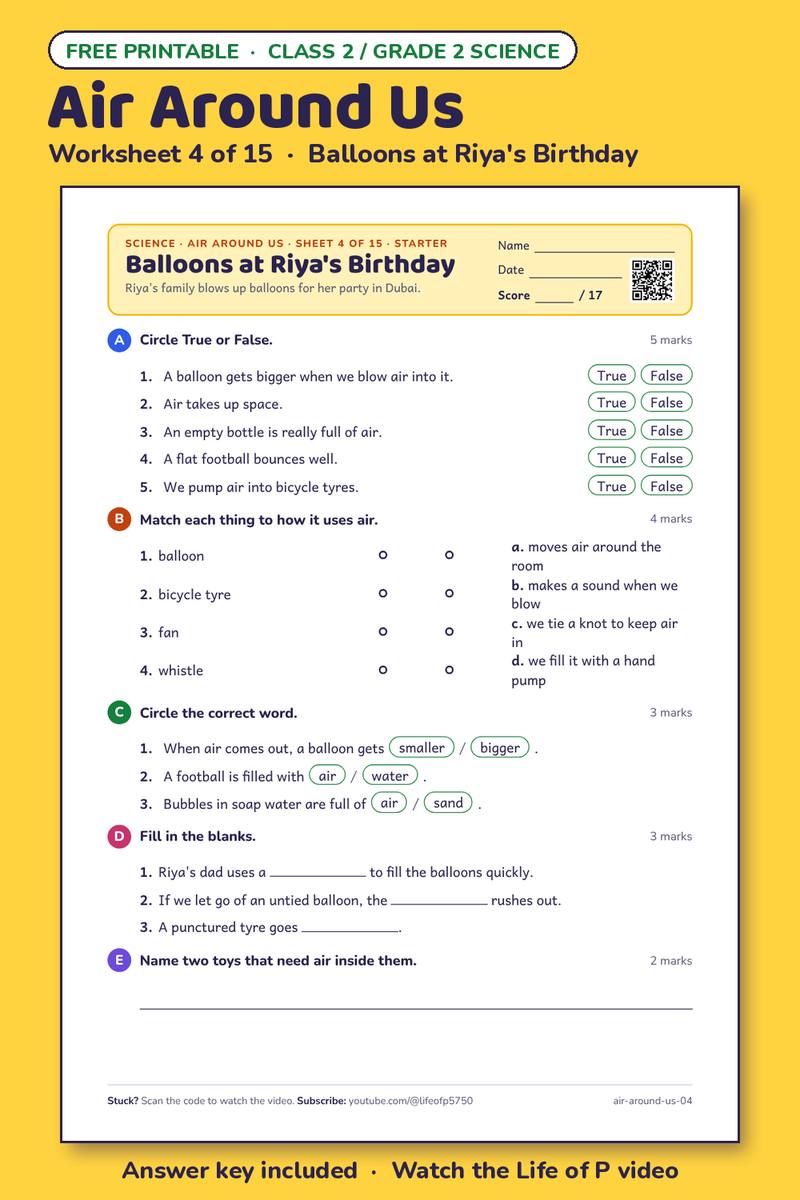 FREE PRINTABLE · CLASS 2 / GRADE 2 SCIENCE
Air Around Us
Worksheet 4 of 15 · Balloons at Riya's Birthday
SCIENCE · AIR AROUND US · SHEET 4 OF 15 · STARTER
Balloons at Riya's Birthday
Riya's family blows up balloons for her party in Dubai.
Name ____________
Date ____________
Score ______ / 17
A Circle True or False. 5 marks
1. A balloon gets bigger when we blow air into it. True False
2. Air takes up space. True False
3. An empty bottle is really full of air. True False
4. A flat football bounces well. True False
5. We pump air into bicycle tyres. True False
B Match each thing to how it uses air. 4 marks
1. balloon
a. moves air around the
room
2. bicycle tyre
b. makes a sound when we
blow
3. fan
c. we tie a knot to keep air
in
4. whistle
d. we fill it with a hand
pump
C Circle the correct word. 3 marks
1. When air comes out, a balloon gets smaller / bigger .
2. A football is filled with air / water .
3. Bubbles in soap water are full of air / sand .
D Fill in the blanks. 3 marks
1. Riya's dad uses a ____________ to fill the balloons quickly.
2. If we let go of an untied balloon, the ____________ rushes out.
3. A punctured tyre goes ____________.
E Name two toys that need air inside them. 2 marks
Stuck? Scan the code to watch the video. Subscribe: youtube.com/@lifeofp5750 air-around-us-04
Answer key included · Watch the Life of P video